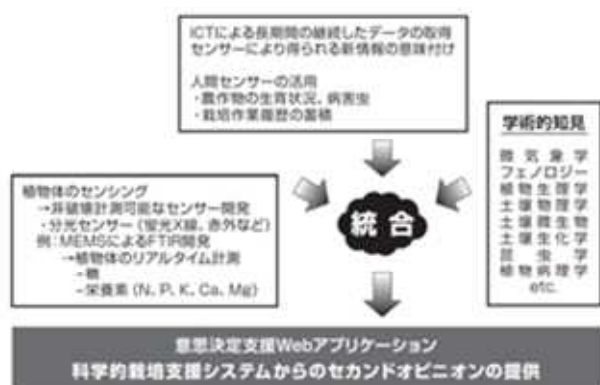 ICTによる長期間の継続したデータの取得
センサーにより得られる新情報の意味付け
人間センサーの活用
・農作物の生育状況、病害虫
・栽培作業履歴の蓄積
植物体のセンシング
→非破壊計測可能なセンサー開発
・分光センサー（蛍光X線、赤外など）
例：MEMSによるFTIR開発
→植物体のリアルタイム計測
−糖
−栄養素（N, P, K, Ca, Mg）
統合
学術的知見
微気象学
フェノロジー
植物生理学
土壌物理学
土壌微生物
土壌生化学
昆虫学
植物病理学
etc.
意思決定支援Webアプリケーション
科学的栽培支援システムからのセカンドオピニオンの提供